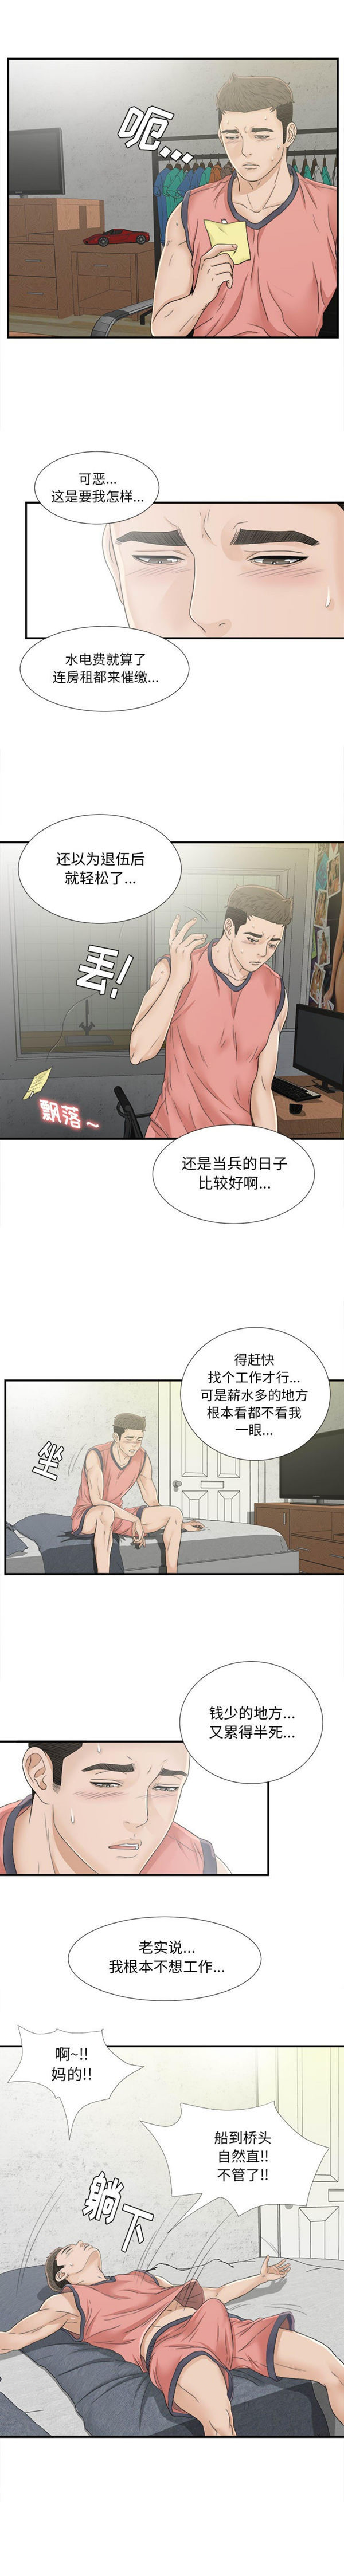 呃...
可恶...
这是要我怎样...
水电费就算了
连房租都来催缴...
还以为退伍后
就轻松了...
丢!
飘落~
还是当兵的日子
比较好啊...
得赶快
找个工作才行...
可是薪水多的地方
根本看都不看我
一眼...
坐
钱少的地方...
又累得半死...
老实说...
我根本不想工作...
啊~!!
妈的!!
船到桥头
自然直!!
不管了!!
躺下